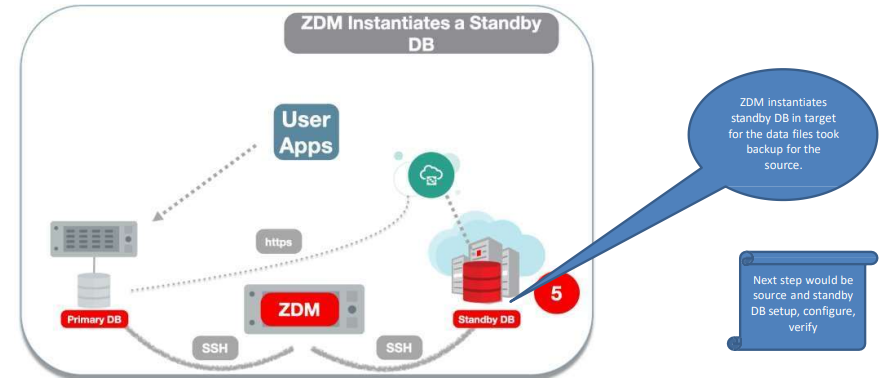 ZDM Instantiates a Standby
DB
User
Apps
ZDM instantiates
standby DB in target
for the data files took
backup for the
source.
https
5
ZDM
Primary DB
Standby DB
SSH
SSH
Next step would be
source and standby
DB setup, configure,
verify